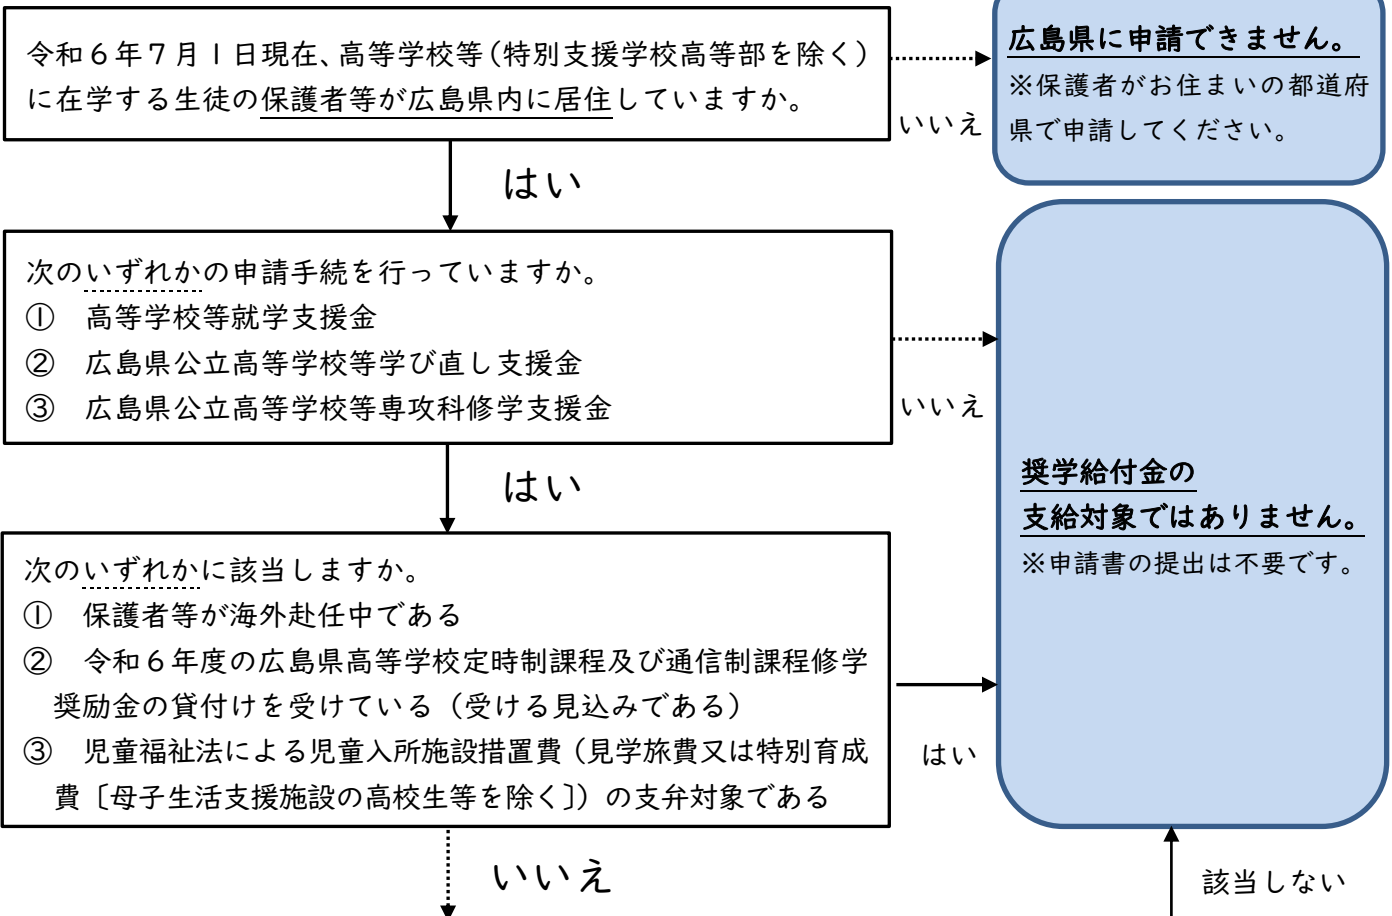 令和６年７月１日現在、高等学校等（特別支援学校高等部を除く）
に在学する生徒の保護者等が広島県内に居住していますか。
いいえ
広島県に申請できません。
※保護者がお住まいの都道府
県で申請してください。
はい
次のいずれかの申請手続を行っていますか。
①　高等学校等就学支援金
②　広島県公立高等学校等学び直し支援金
③　広島県公立高等学校等専攻科修学支援金
いいえ
奨学給付金の
支給対象ではありません。
※申請書の提出は不要です。
はい
次のいずれかに該当しますか。
①　保護者等が海外赴任中である
②　令和６年度の広島県高等学校定時制課程及び通信制課程修学
奨励金の貸付けを受けている（受ける見込みである）
③　児童福祉法による児童入所施設措置費（見学旅費又は特別育成
費〔母子生活支援施設の高校生等を除く〕）の支弁対象である
はい
いいえ
該当しない